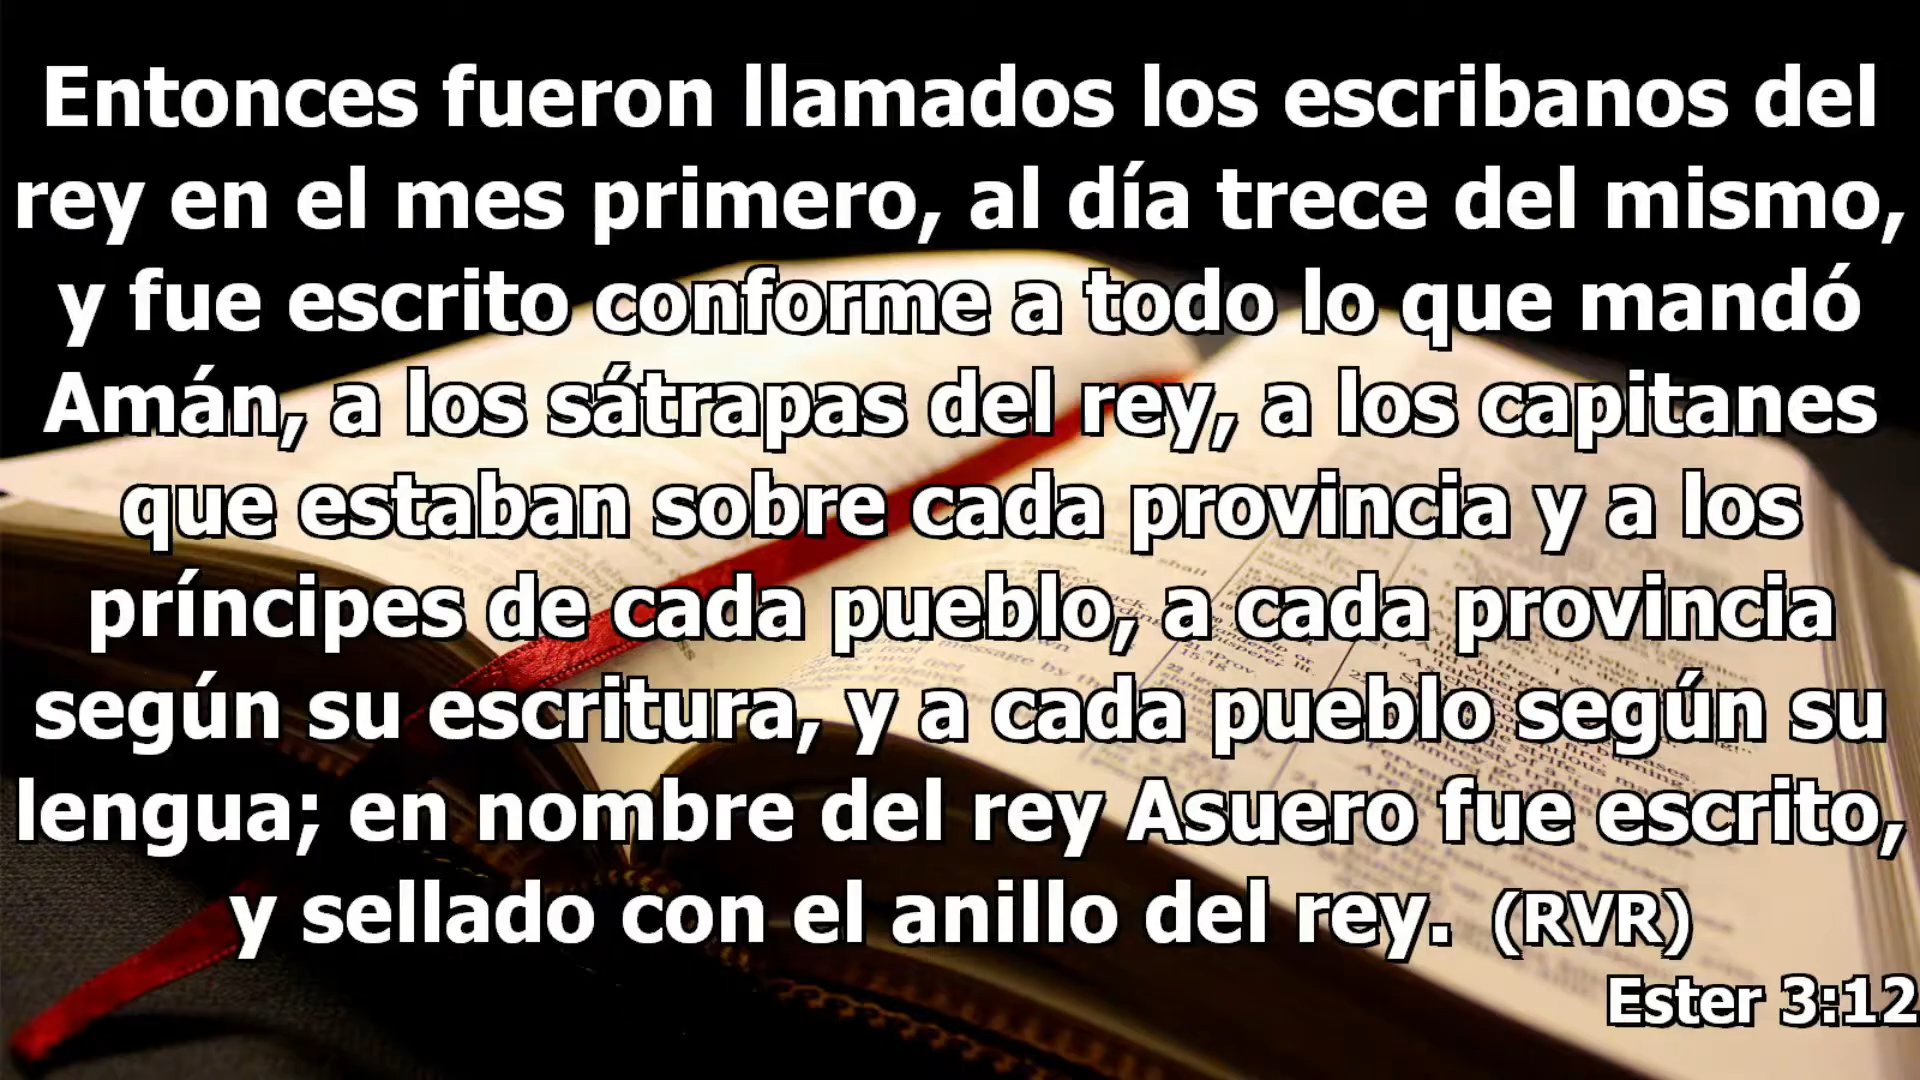 Entonces fueron llamados los escribanos del
rey en el mes primero, al día trece del mismo,
y fue escrito conforme a todo lo que mandó
Amán, a los sátrapas del rey, a los capitanes
que estaban sobre cada provincia y a los
príncipes de cada pueblo, a cada provincia
según su escritura, y a cada pueblo según su
lengua; en nombre del rey Asuero fue escrito,
y sellado con el anillo del rey. (RVR)
Ester 3:12